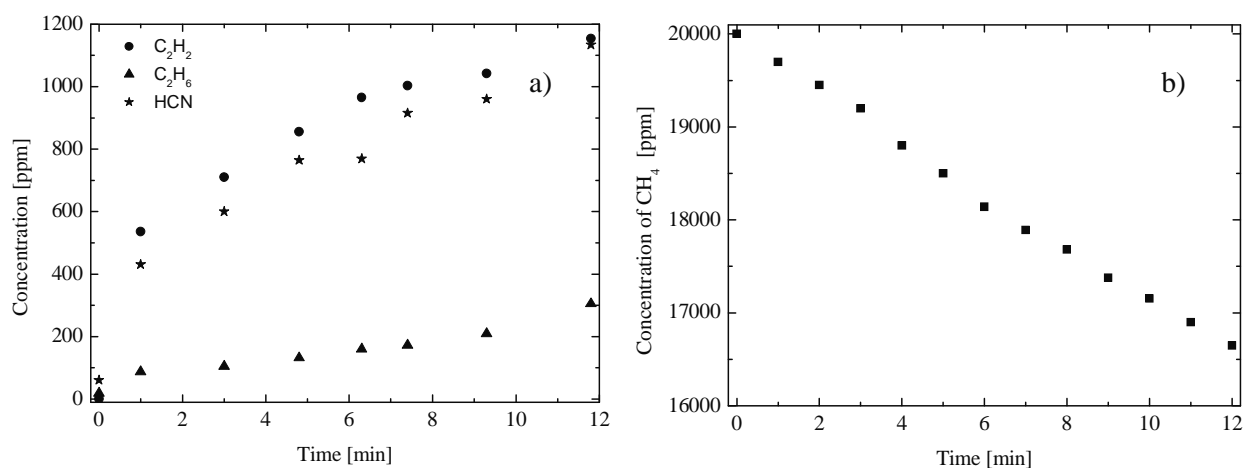 1200
1000
800
600
400
200
0
Concentration [ppm]
C₂H₂
C₂H₆
HCN
a)
0 2 4 6 8 10 12
Time [min]
20000
19000
18000
17000
16000
Concentration of CH₄ [ppm]
b)
0 2 4 6 8 10 12
Time [min]